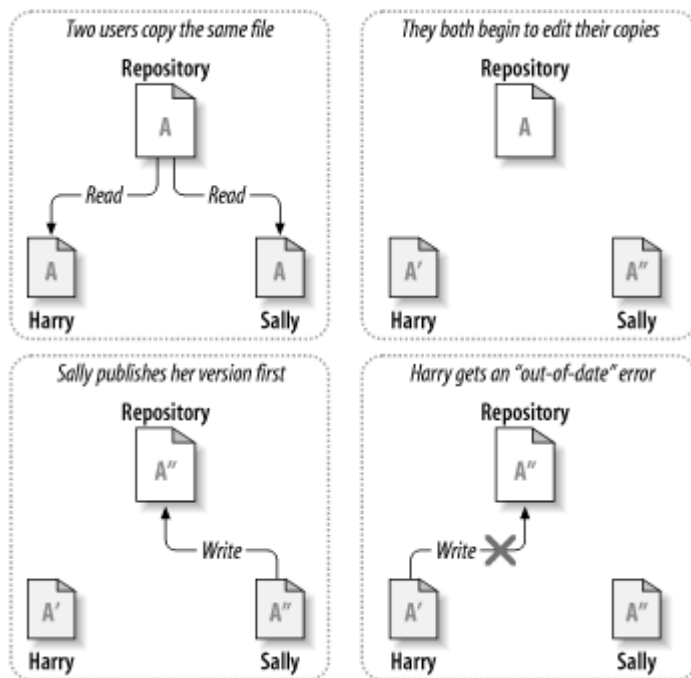 Two users copy the same file
Repository
A
Read
Read
A
A
Harry
Sally
They both begin to edit their copies
Repository
A
A′
A″
Harry
Sally
Sally publishes her version first
Repository
A″
Write
A′
A″
Harry
Sally
Harry gets an “out-of-date” error
Repository
A″
Write
A′
A″
Harry
Sally